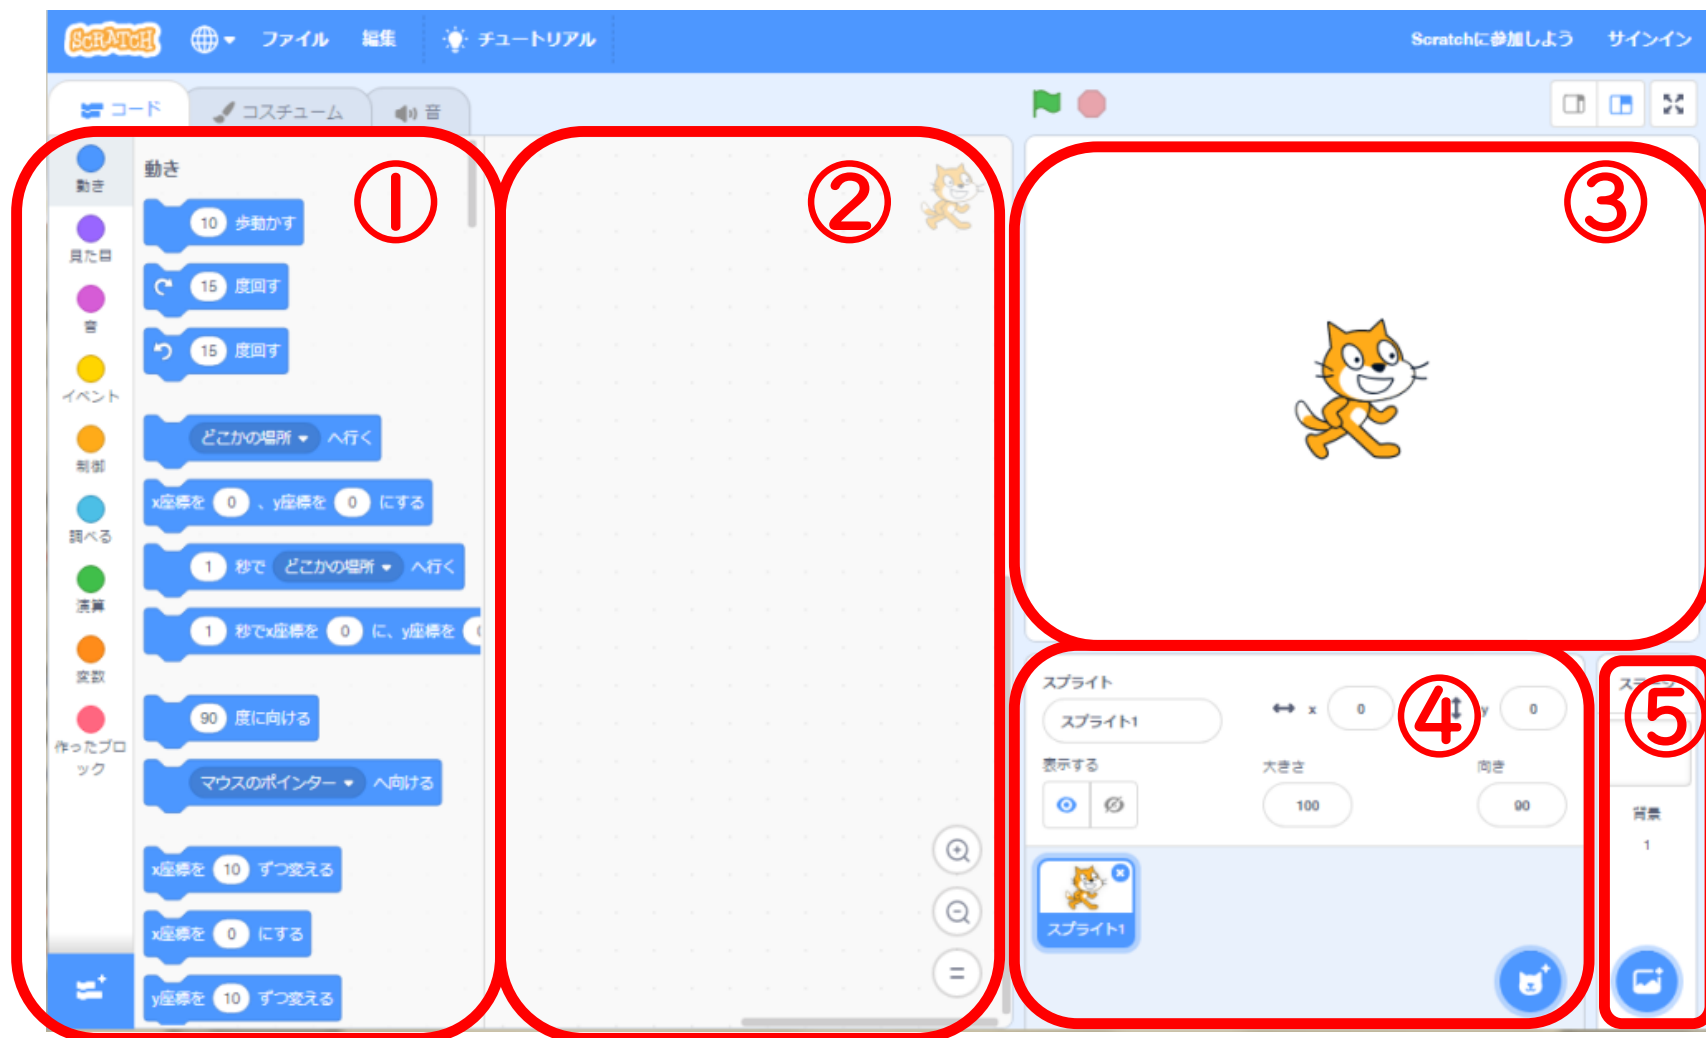 SCRATCH ファイル 編集 チュートリアル Scratchに参加しよう サインイン
コード コスチューム 音
動き
見た目
音
イベント
制御
調べる
演算
変数
作ったブロ
ック
動き
①
10 歩動かす
15 度回す
15 度回す
どこかの場所 へ行く
x座標を 0 、y座標を 0 にする
1 秒で どこかの場所 へ行く
1 秒でx座標を 0 に、y座標を
90 度に向ける
マウスのポインター へ向ける
x座標を 10 ずつ変える
x座標を 0 にする
y座標を 10 ずつ変える
②
③
スプライト
スプライト1
x 0 ④ y 0
表示する 大きさ 向き
100 90
スプライト1
⑤
背景
1